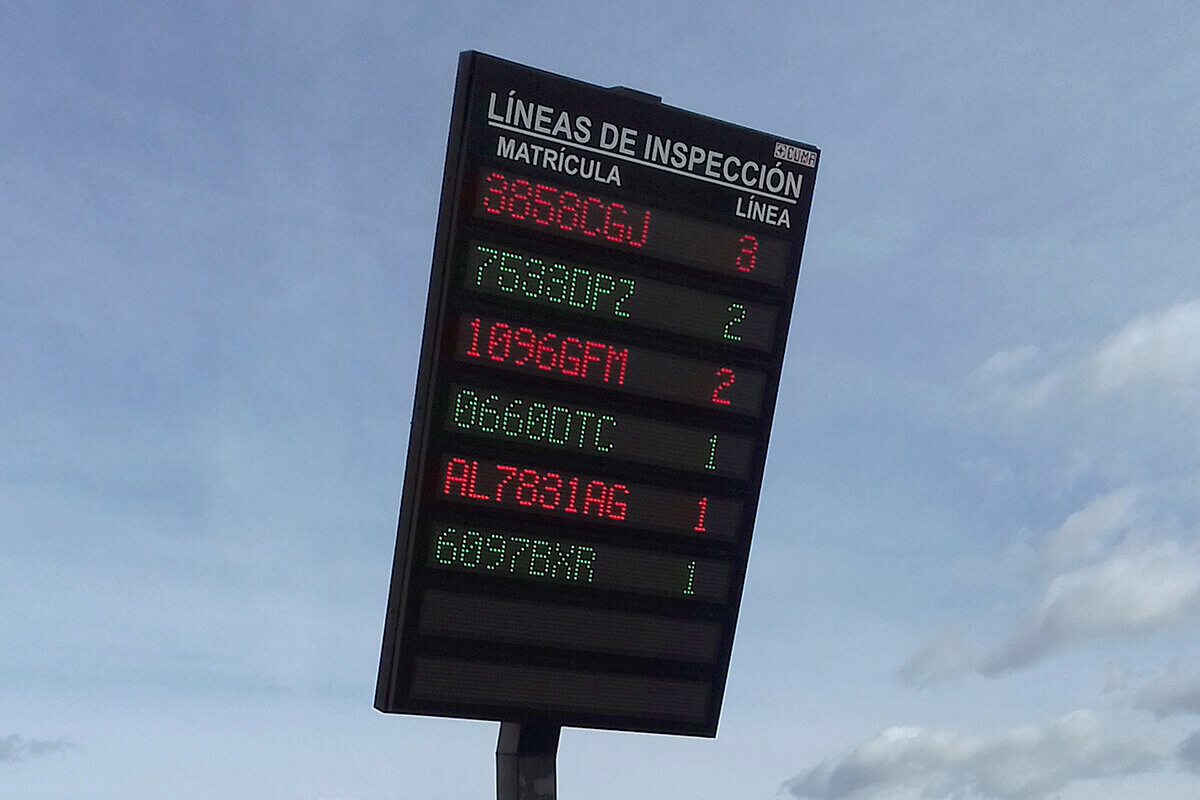 LÍNEAS DE INSPECCIÓN
CUMA
MATRÍCULA LÍNEA
3858CGJ 3
7533DPZ 2
1096GFM 2
0660DTC 1
AL7831AG 1
6097BXR 1